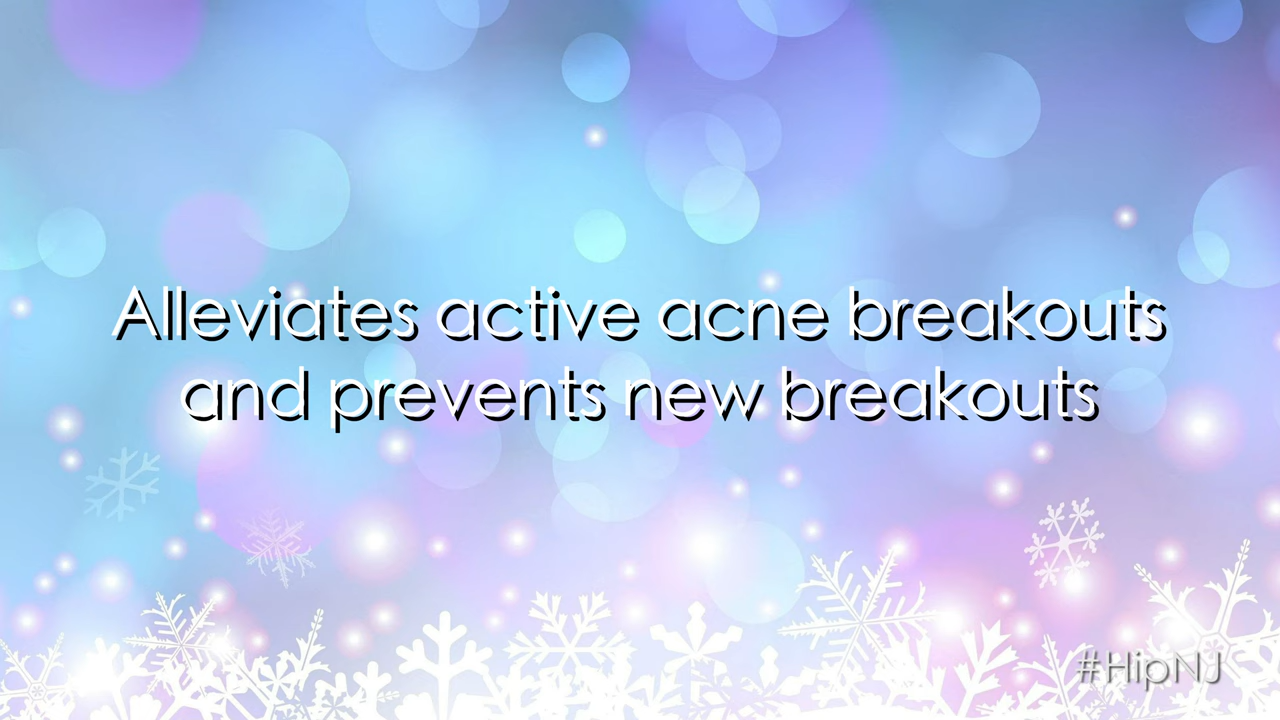 Alleviates active acne breakouts
and prevents new breakouts
#HipNJ